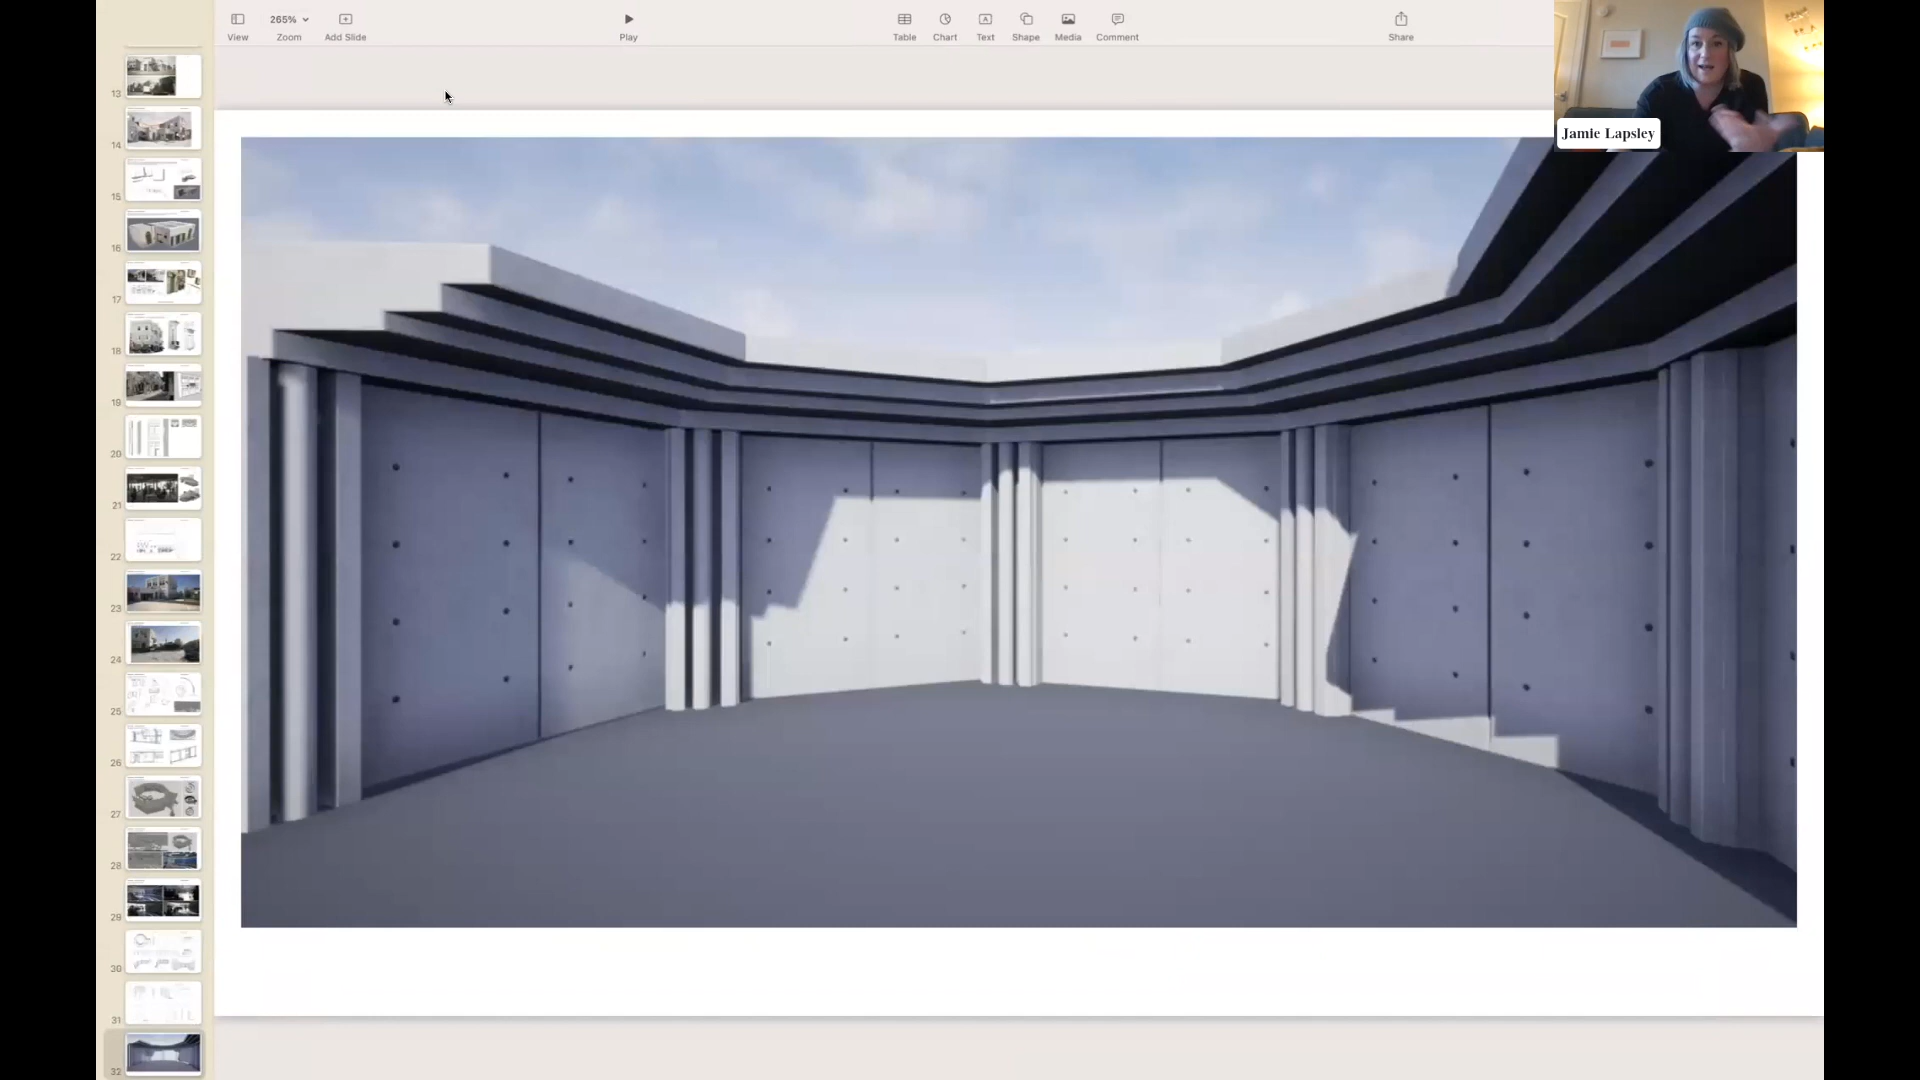 265%
View
Zoom
Add Slide
Play
Table
Chart
Text
Shape
Media
Comment
Share
Jamie Lapsley
13
14
15
16
17
18
19
20
21
22
23
24
25
26
27
28
29
30
31
32